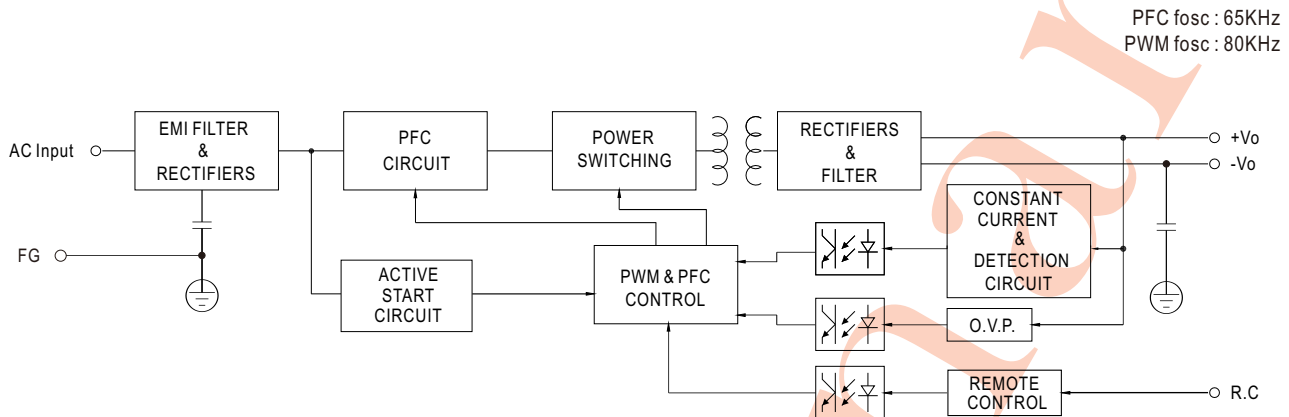 PFC fosc : 65KHz
PWM fosc : 80KHz
AC Input
EMI FILTER
&
RECTIFIERS
PFC
CIRCUIT
POWER
SWITCHING
RECTIFIERS
&
FILTER
+Vo
-Vo
FG
ACTIVE
START
CIRCUIT
PWM & PFC
CONTROL
CONSTANT
CURRENT
&
DETECTION
CIRCUIT
O.V.P.
REMOTE
CONTROL
R.C